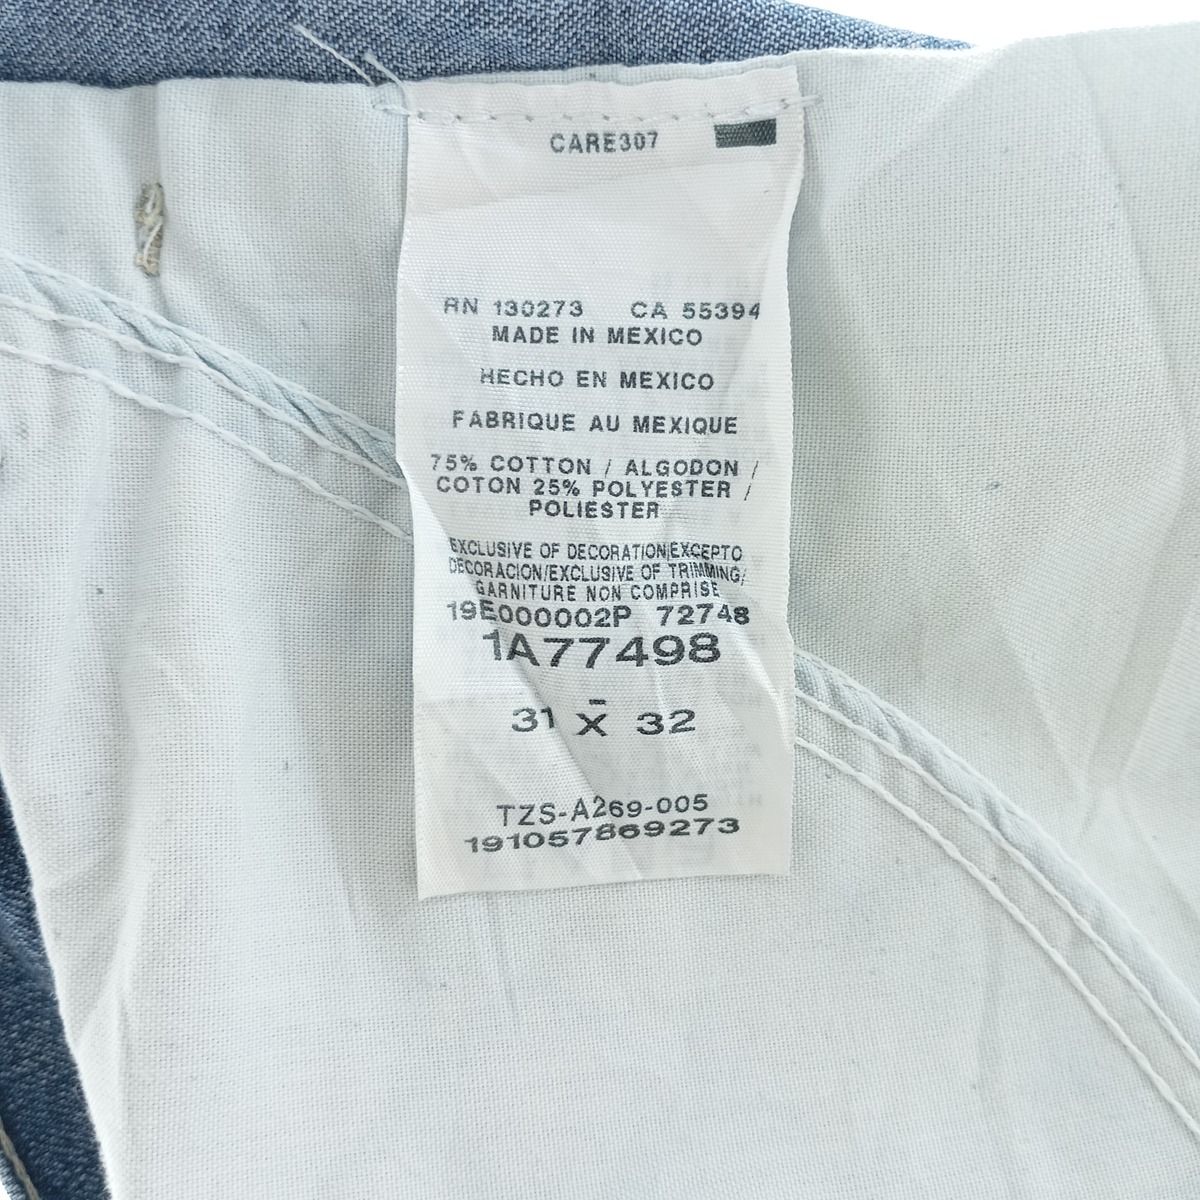 CARE307
RN 130273 CA 55394
MADE IN MEXICO
HECHO EN MEXICO
FABRIQUE AU MEXIQUE
75% COTTON / ALGODON /
COTON 25% POLYESTER /
POLIESTER
EXCLUSIVE OF DECORATION/EXCEPTO
DECORACION/EXCLUSIVE OF TRIMMING/
GARNITURE NON COMPRISE
19E000002P 72748
1A77498
31 X 32
TZS-A269-005
191057869273